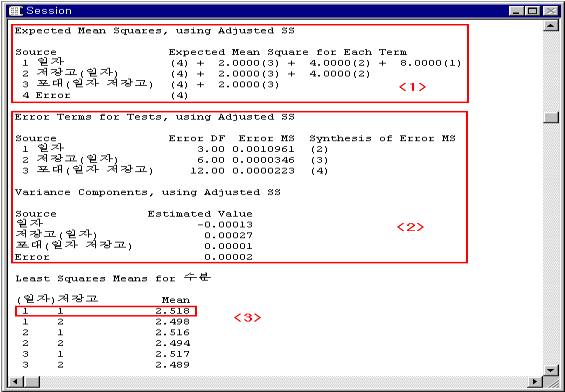 Session
Expected Mean Squares, using Adjusted SS
Source Expected Mean Square for Each Term
1 일자 (4) + 2.0000(3) + 4.0000(2) + 8.0000(1)
2 저장고(일자) (4) + 2.0000(3) + 4.0000(2)
3 포대(일자 저장고) (4) + 2.0000(3)
4 Error (4)
<1>
Error Terms for Tests, using Adjusted SS
Source Error DF Error MS Synthesis of Error MS
1 일자 3.00 0.0010961 (2)
2 저장고(일자) 6.00 0.0000346 (3)
3 포대(일자 저장고) 12.00 0.0000223 (4)
Variance Components, using Adjusted SS
Source Estimated Value
일자 -0.00013
저장고(일자) 0.00027
포대(일자 저장고) 0.00001
Error 0.00002
<2>
Least Squares Means for 수분
(일자)저장고 Mean
1 1 2.518
1 2 2.498
2 1 2.516
2 2 2.494
3 1 2.517
3 2 2.489
<3>